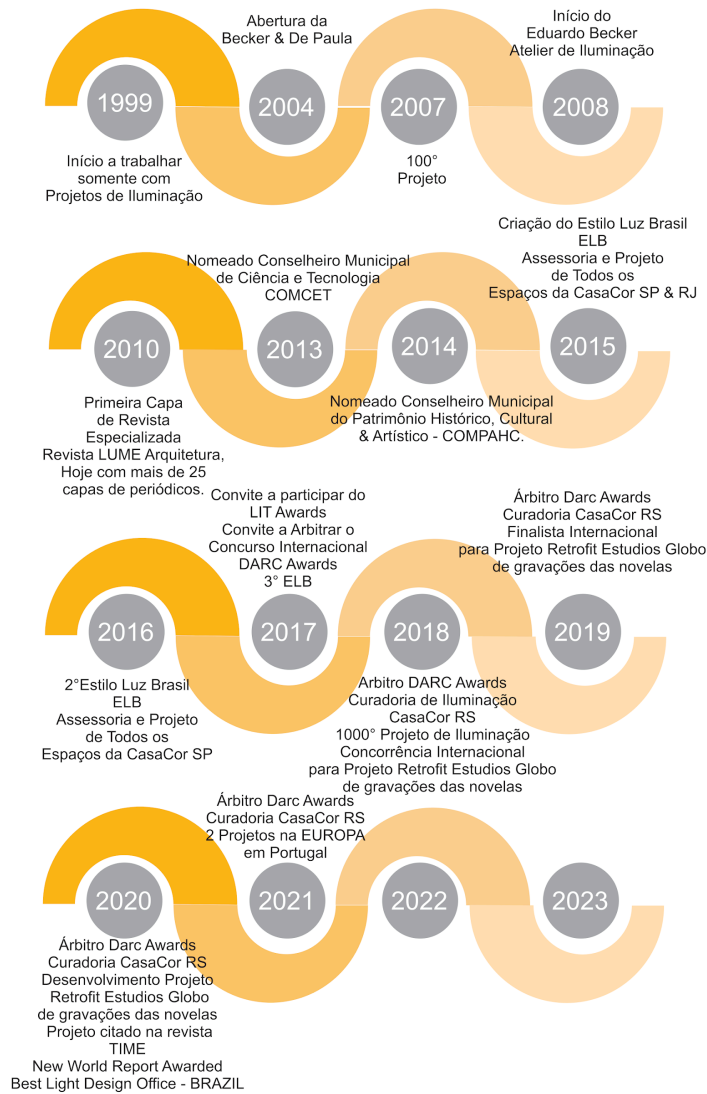 1999
Início a trabalhar
somente com
Projetos de Iluminação
Abertura da
Becker & De Paula
2004
2007
100°
Projeto
Início do
Eduardo Becker
Atelier de Iluminação
2008
2010
Primeira Capa
de Revista
Especializada
Revista LUME Arquitetura,
Hoje com mais de 25
capas de periódicos.
Nomeado Conselheiro Municipal
de Ciência e Tecnologia
COMCET
2013
2014
Nomeado Conselheiro Municipal
do Patrimônio Histórico, Cultural
& Artístico - COMPAHC.
Criação do Estilo Luz Brasil
ELB
Assessoria e Projeto
de Todos os
Espaços da CasaCor SP & RJ
2015
2016
2°Estilo Luz Brasil
ELB
Assessoria e Projeto
de Todos os
Espaços da CasaCor SP
Convite a participar do
LIT Awards
Convite a Arbitrar o
Concurso Internacional
DARC Awards
3° ELB
2017
2018
Arbitro DARC Awards
Curadoria de Iluminação
CasaCor RS
1000° Projeto de Iluminação
Concorrência Internacional
para Projeto Retrofit Estudios Globo
de gravações das novelas
Árbitro Darc Awards
Curadoria CasaCor RS
Finalista Internacional
para Projeto Retrofit Estudios Globo
de gravações das novelas
2019
2020
Árbitro Darc Awards
Curadoria CasaCor RS
Desenvolvimento Projeto
Retrofit Estudios Globo
de gravações das novelas
Projeto citado na revista
TIME
New World Report Awarded
Best Light Design Office - BRAZIL
Árbitro Darc Awards
Curadoria CasaCor RS
2 Projetos na EUROPA
em Portugal
2021
2022
2023